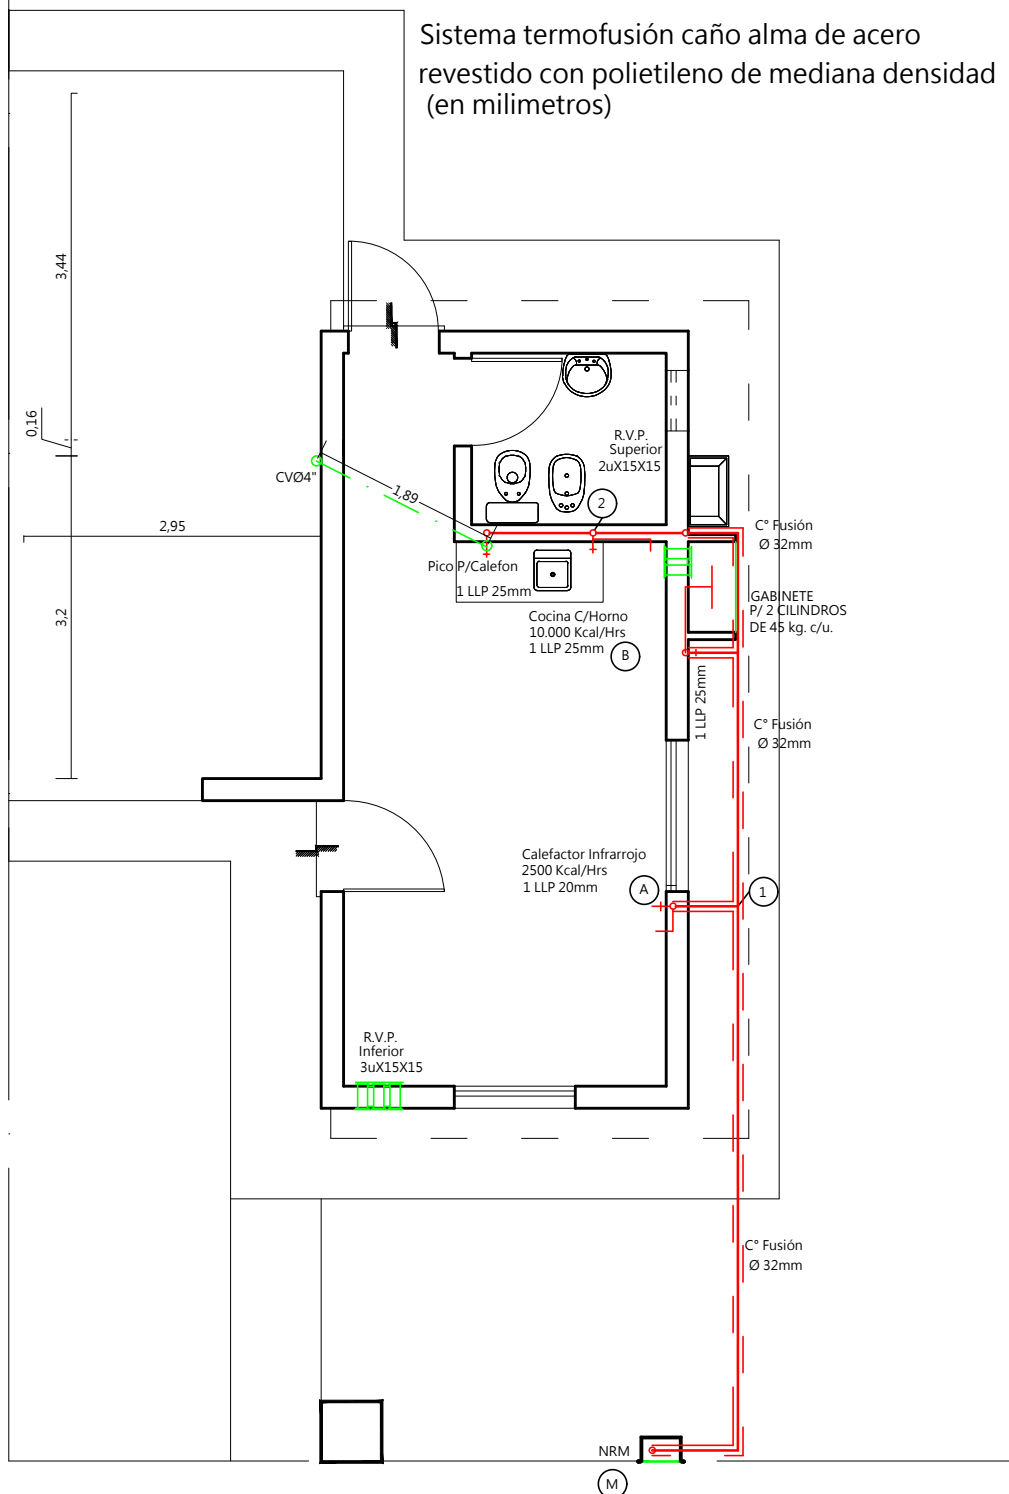 Sistema termofusión caño alma de acero
revestido con polietileno de mediana densidad
(en milimetros)
3,44
0,16
CVØ4"
1,89
2,95
3,2
R.V.P.
Superior
2uX15X15
2
C° Fusión
Ø 32mm
Pico P/Calefon
1 LLP 25mm
Cocina C/Horno
10.000 Kcal/Hrs
1 LLP 25mm
B
GABINETE
P/ 2 CILINDROS
DE 45 kg. c/u.
1 LLP 25mm
C° Fusión
Ø 32mm
Calefactor Infrarrojo
2500 Kcal/Hrs
1 LLP 20mm
A
1
R.V.P.
Inferior
3uX15X15
C° Fusión
Ø 32mm
NRM
M